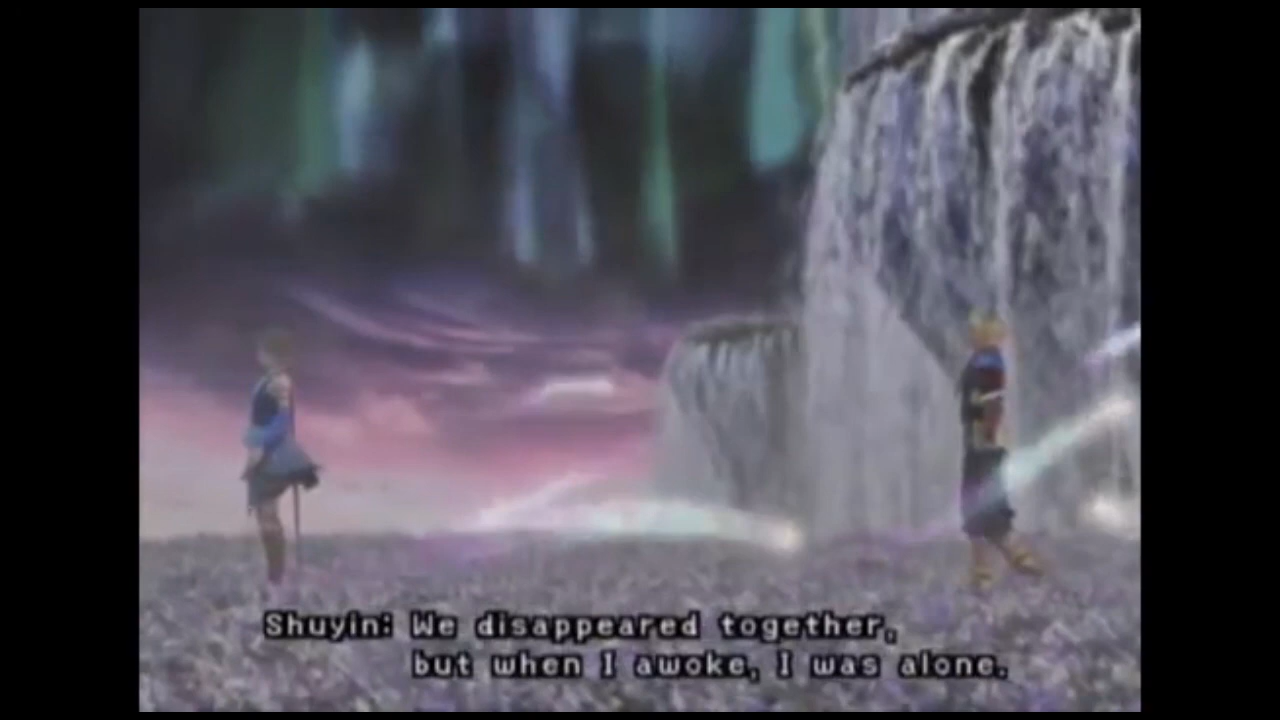 Shuyin: We disappeared together,
but when I awoke, I was alone.